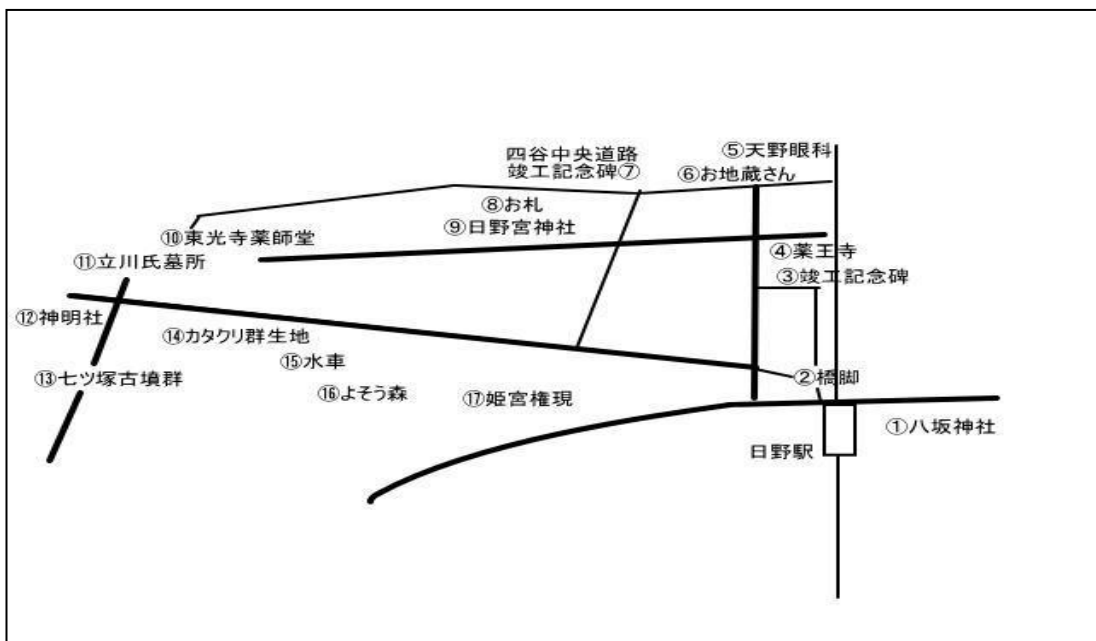 ⑤天野眼科
四谷中央道路
竣工記念碑⑦
⑥お地蔵さん
⑧お札
⑨日野宮神社
⑩東光寺薬師堂
④薬王寺
⑪立川氏墓所
③竣工記念碑
⑫神明社
⑭カタクリ群生地
⑮水車
⑬七ツ塚古墳群
②橋脚
⑯よそう森
⑰姫宮権現
①八坂神社
日野駅